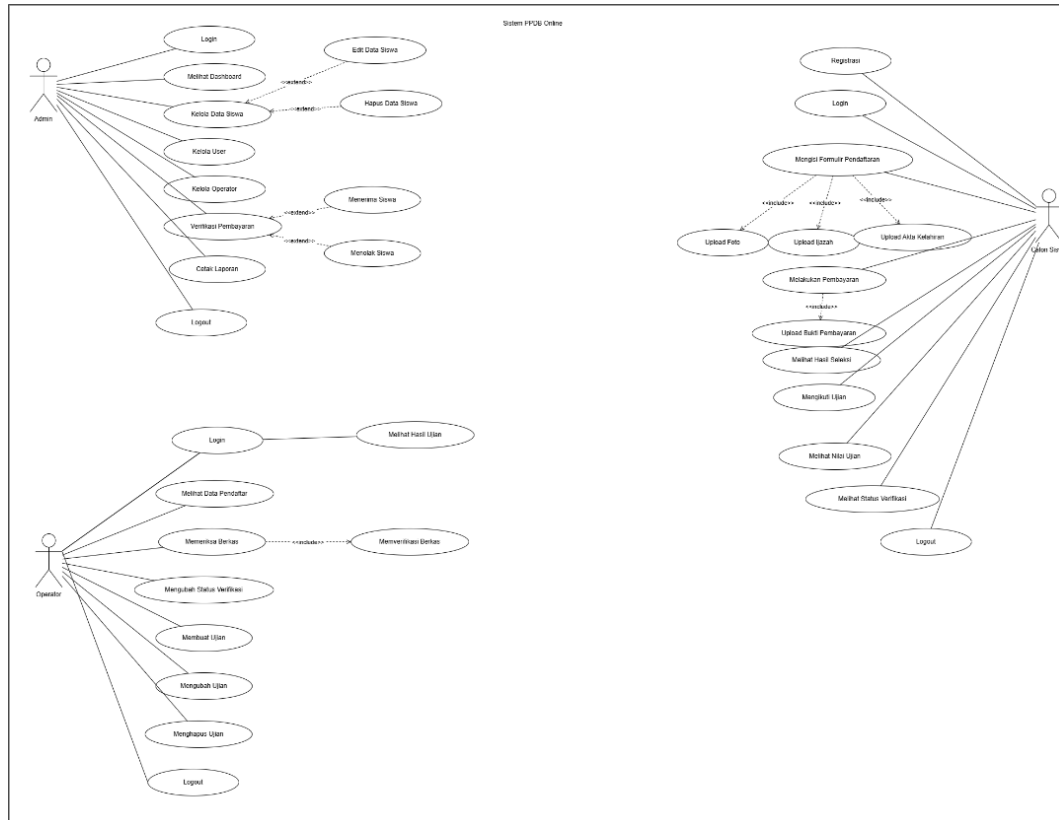 Sistem PPDB Online
Login
Melihat Dashboard
Kelola Data Siswa
Kelola User
Kelola Operator
Verifikasi Pembayaran
Cetak Laporan
Logout
Admin
Edit Data Siswa
<<extend>>
Hapus Data Siswa
<<extend>>
Menerima Siswa
<<extend>>
Menolak Siswa
<<extend>>
Registrasi
Login
Mengisi Formulir Pendaftaran
<<include>>
<<include>>
<<include>>
Upload Foto
Upload Ijazah
Upload Akta Kelahiran
Melakukan Pembayaran
<<include>>
Upload Bukti Pembayaran
Melihat Hasil Seleksi
Mengikuti Ujian
Melihat Nilai Ujian
Melihat Status Verifikasi
Logout
Calon Sis
Login
Melihat Hasil Ujian
Melihat Data Pendaftar
Memeriksa Berkas
<<include>>
Memverifikasi Berkas
Mengubah Status Verifikasi
Membuat Ujian
Mengubah Ujian
Menghapus Ujian
Logout
Operator